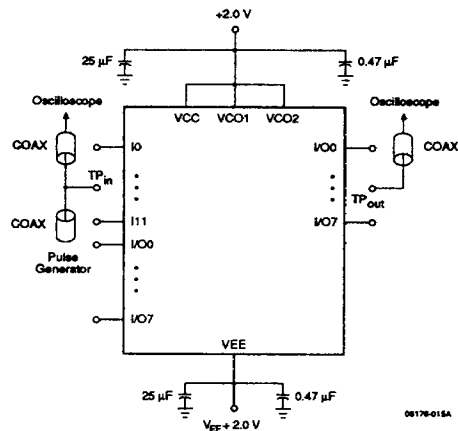 +2.0 V
25 µF
0.47 µF
Oscilloscope
Oscilloscope
VCC VCO1 VCO2
COAX
I0
I/O0
COAX
TPin
TPout
COAX
I11
I/O7
I/O0
Pulse
Generator
I/O7
VEE
25 µF
0.47 µF
VEE + 2.0 V
06176-015A